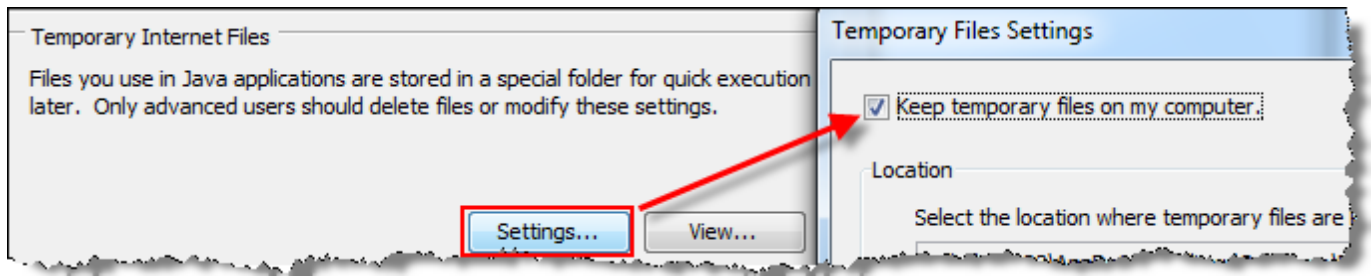 Temporary Internet Files
Files you use in Java applications are stored in a special folder for quick execution
later. Only advanced users should delete files or modify these settings.
Settings...
View...
Temporary Files Settings
Keep temporary files on my computer.
Location
Select the location where temporary files are